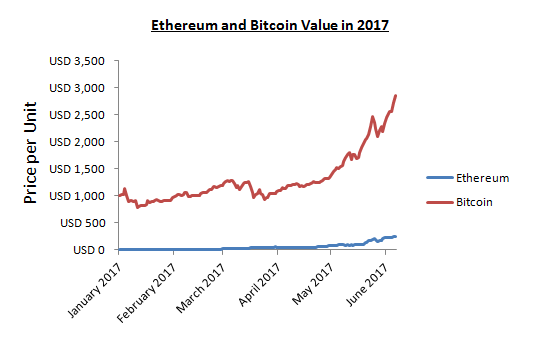 Ethereum and Bitcoin Value in 2017
USD 3,500
USD 3,000
USD 2,500
USD 2,000
USD 1,500
USD 1,000
USD 500
USD 0
Price per Unit
January 2017
February 2017
March 2017
April 2017
May 2017
June 2017
Ethereum
Bitcoin